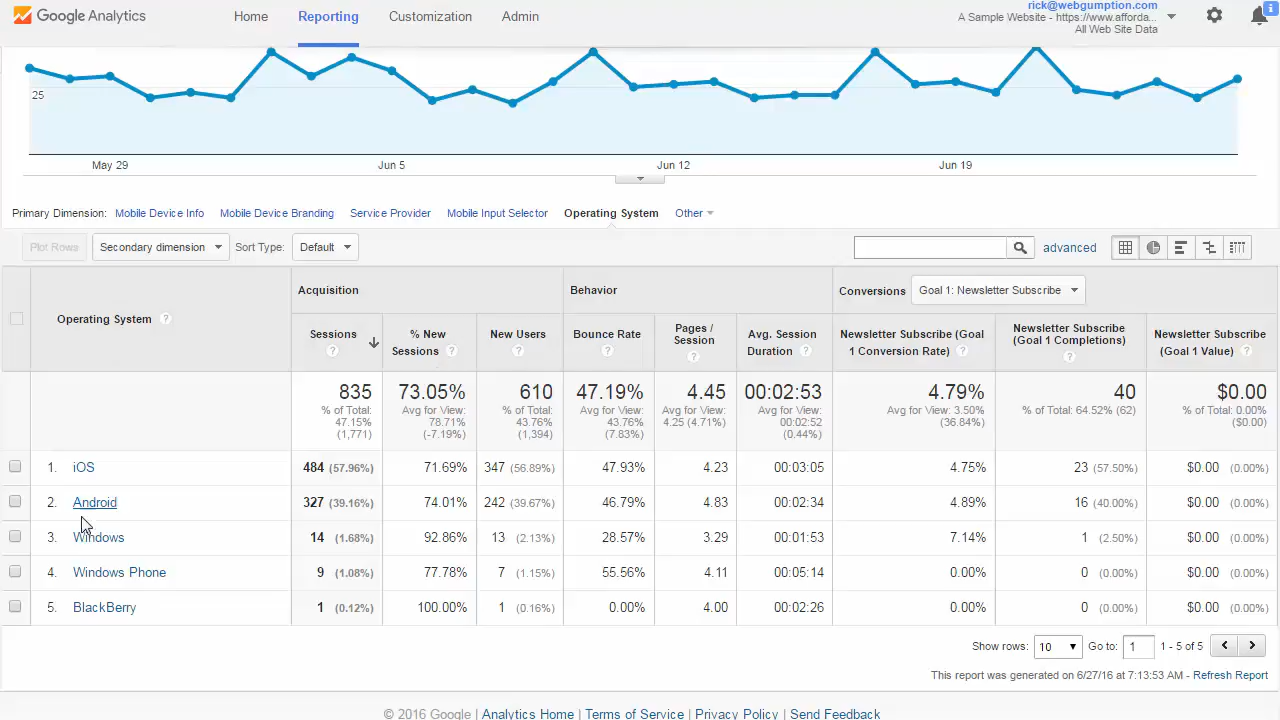 Google Analytics
Home
Reporting
Customization
Admin
rick@webgumption.com
A Sample Website - https://www.afforda...
All Web Site Data
25
May 29
Jun 5
Jun 12
Jun 19
Primary Dimension: Mobile Device Info Mobile Device Branding Service Provider Mobile Input Selector Operating System Other
Plot Rows Secondary dimension Sort Type: Default advanced
Operating System ?
Acquisition
Behavior
Conversions Goal 1: Newsletter Subscribe
Sessions ?
% New Sessions ?
New Users ?
Bounce Rate ?
Pages / Session ?
Avg. Session Duration ?
Newsletter Subscribe (Goal 1 Conversion Rate) ?
Newsletter Subscribe (Goal 1 Completions) ?
Newsletter Subscribe (Goal 1 Value) ?
835 73.05% 610 47.19% 4.45 00:02:53 4.79% 40 $0.00
% of Total: 47.15% (1,771)
Avg for View: 78.71% (-7.19%)
% of Total: 43.76% (1,394)
Avg for View: 43.76% (7.83%)
Avg for View: 4.25 (4.71%)
Avg for View: 00:02:52 (0.44%)
Avg for View: 3.50% (36.84%)
% of Total: 64.52% (62)
% of Total: 0.00% ($0.00)
1. iOS 484 (57.96%) 71.69% 347 (56.89%) 47.93% 4.23 00:03:05 4.75% 23 (57.50%) $0.00 (0.00%)
2. Android 327 (39.16%) 74.01% 242 (39.67%) 46.79% 4.83 00:02:34 4.89% 16 (40.00%) $0.00 (0.00%)
3. Windows 14 (1.68%) 92.86% 13 (2.13%) 28.57% 3.29 00:01:53 7.14% 1 (2.50%) $0.00 (0.00%)
4. Windows Phone 9 (1.08%) 77.78% 7 (1.15%) 55.56% 4.11 00:05:14 0.00% 0 (0.00%) $0.00 (0.00%)
5. BlackBerry 1 (0.12%) 100.00% 1 (0.16%) 0.00% 4.00 00:02:26 0.00% 0 (0.00%) $0.00 (0.00%)
Show rows: 10 Go to: 1 1 - 5 of 5
This report was generated on 6/27/16 at 7:13:53 AM - Refresh Report
© 2016 Google | Analytics Home | Terms of Service | Privacy Policy | Send Feedback